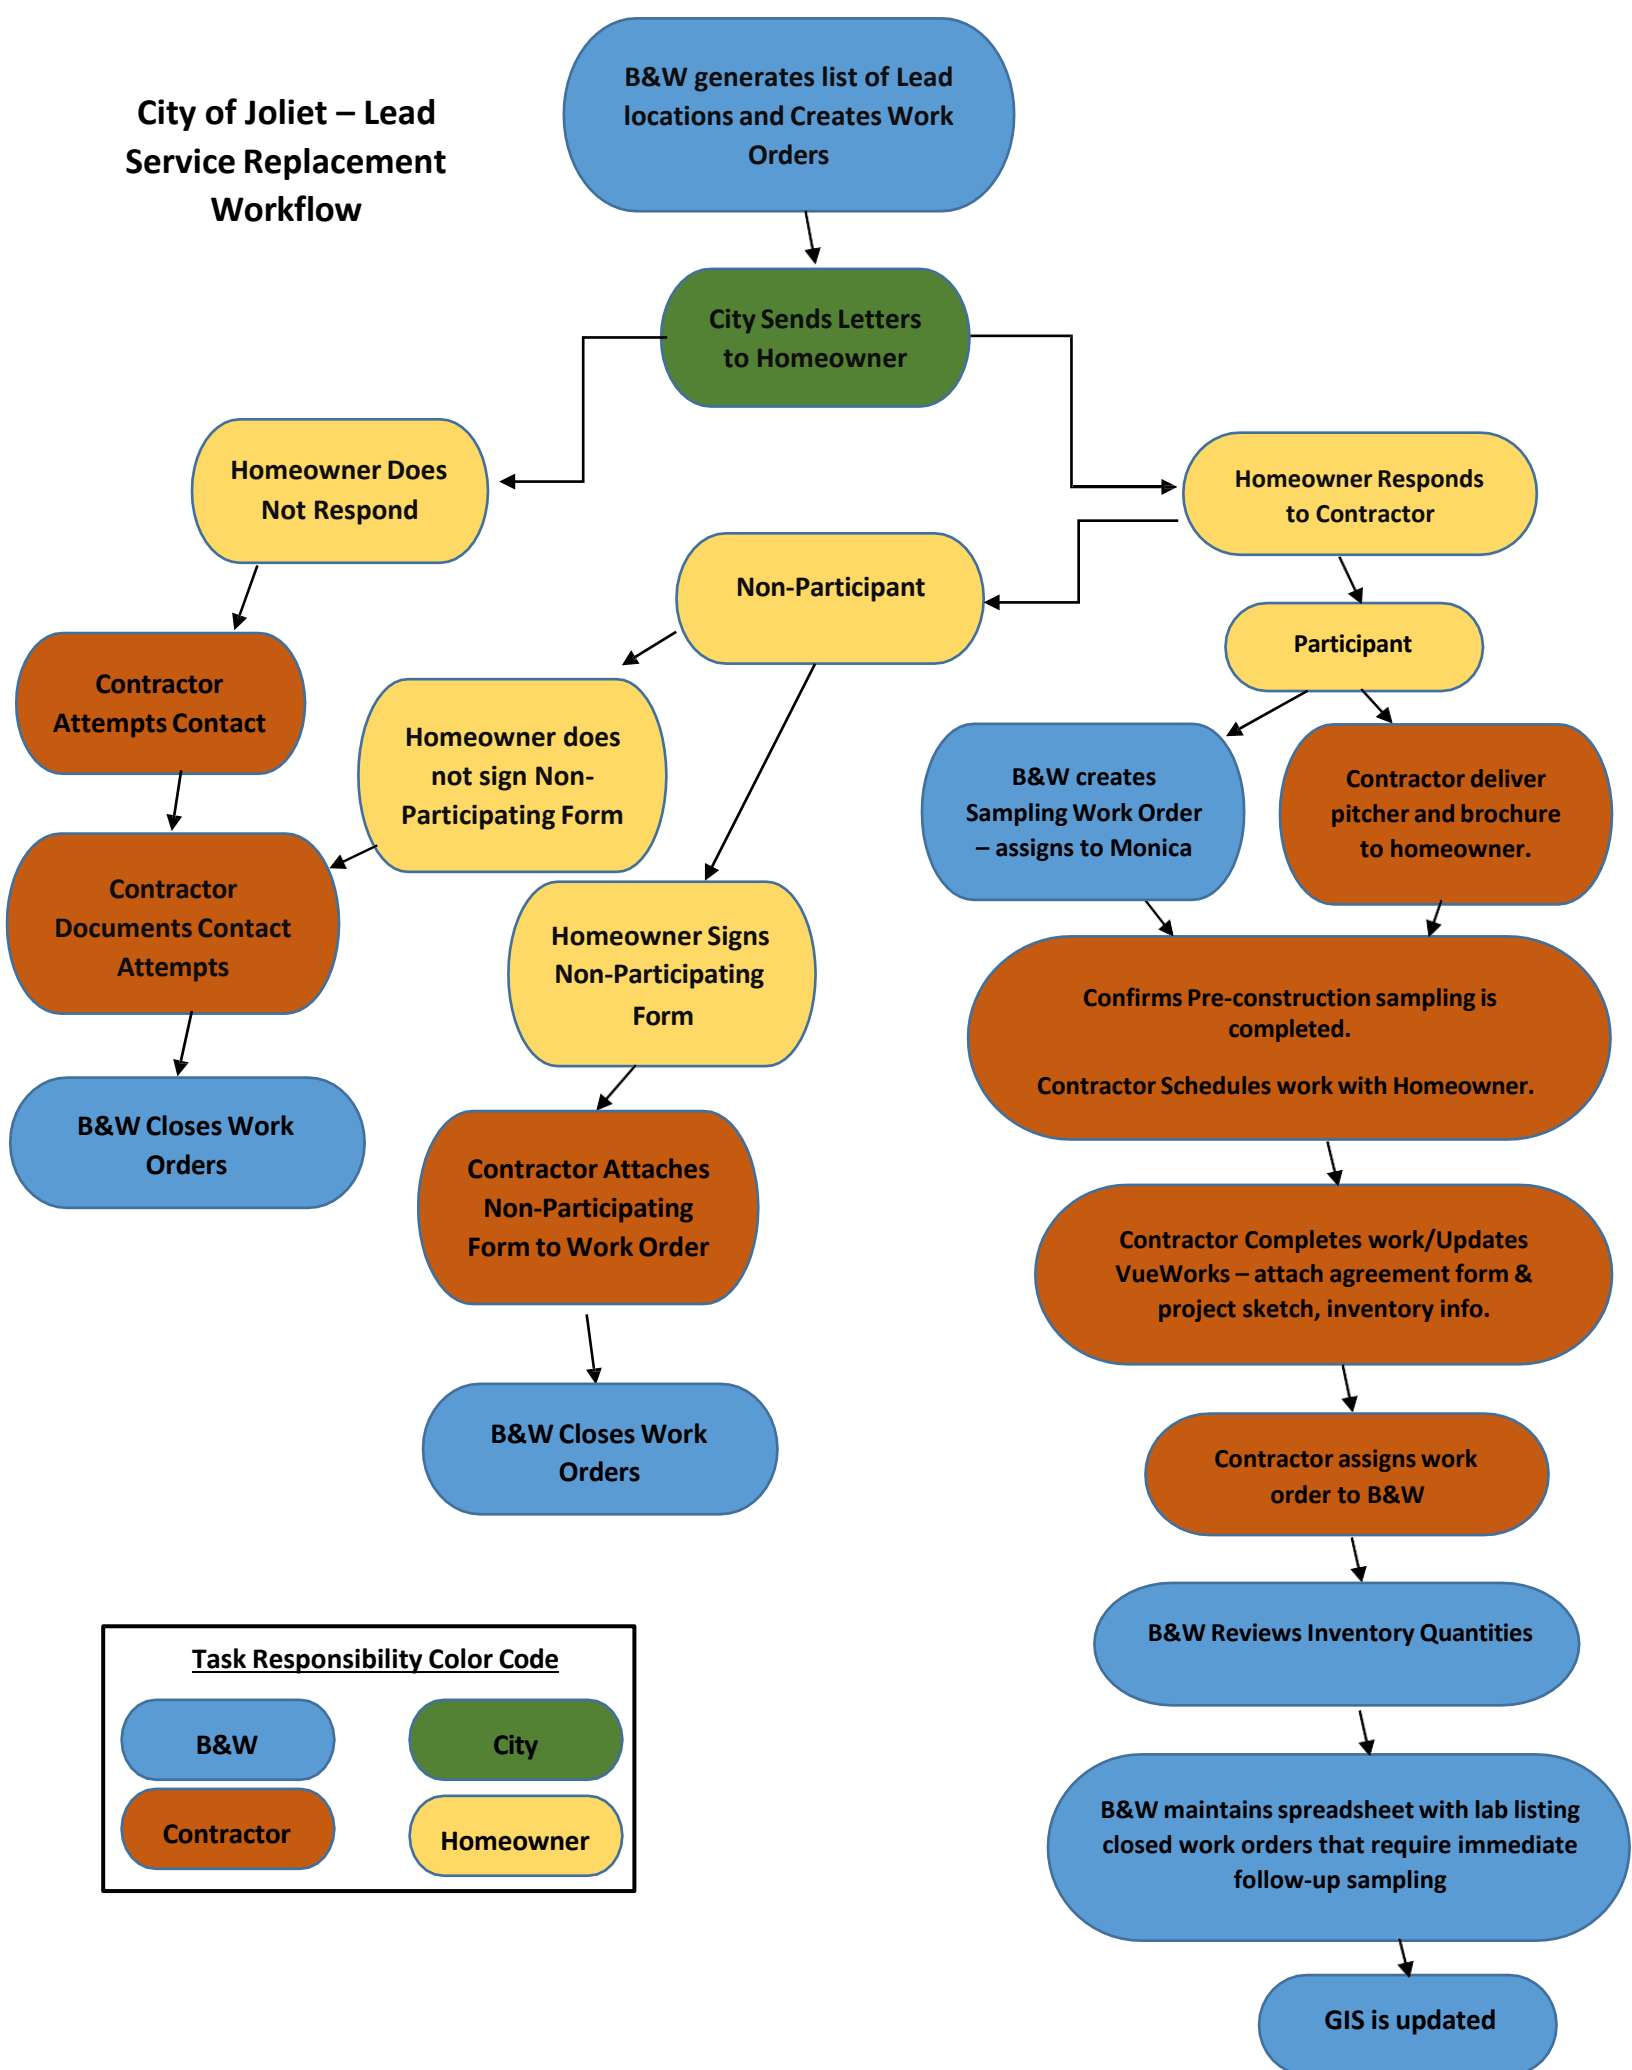 City of Joliet – Lead
Service Replacement
Workflow
B&W generates list of Lead
locations and Creates Work
Orders
City Sends Letters
to Homeowner
Homeowner Does
Not Respond
Homeowner Responds
to Contractor
Non-Participant
Participant
Contractor
Attempts Contact
Homeowner does
not sign Non-
Participating Form
B&W creates
Sampling Work Order
– assigns to Monica
Contractor deliver
pitcher and brochure
to homeowner.
Contractor
Documents Contact
Attempts
Homeowner Signs
Non-Participating
Form
Confirms Pre-construction sampling is
completed.
Contractor Schedules work with Homeowner.
B&W Closes Work
Orders
Contractor Attaches
Non-Participating
Form to Work Order
Contractor Completes work/Updates
VueWorks – attach agreement form &
project sketch, inventory info.
B&W Closes Work
Orders
Contractor assigns work
order to B&W
B&W Reviews Inventory Quantities
B&W maintains spreadsheet with lab listing
closed work orders that require immediate
follow-up sampling
GIS is updated
Task Responsibility Color Code
B&W
City
Contractor
Homeowner